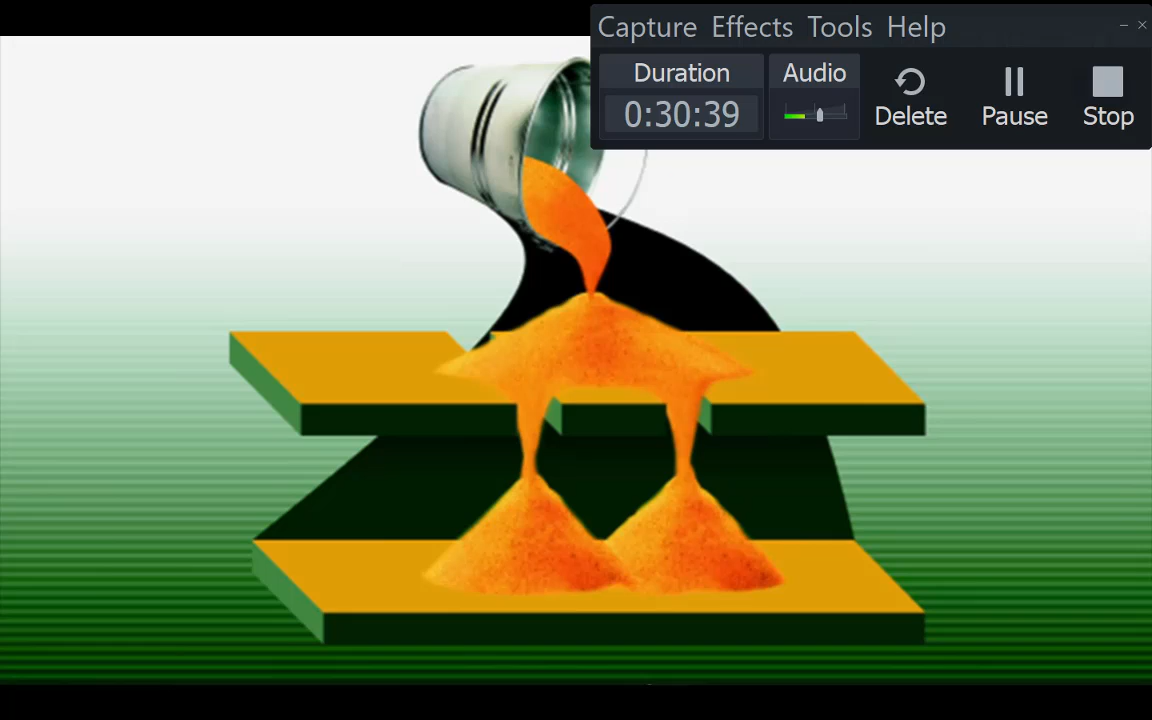 Capture Effects Tools Help
Duration Audio
0:30:39 Delete Pause Stop